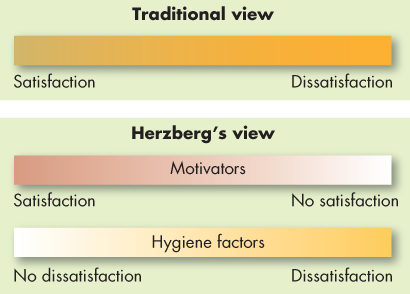 Traditional view
Satisfaction Dissatisfaction
Herzberg's view
Motivators
Satisfaction No satisfaction
Hygiene factors
No dissatisfaction Dissatisfaction